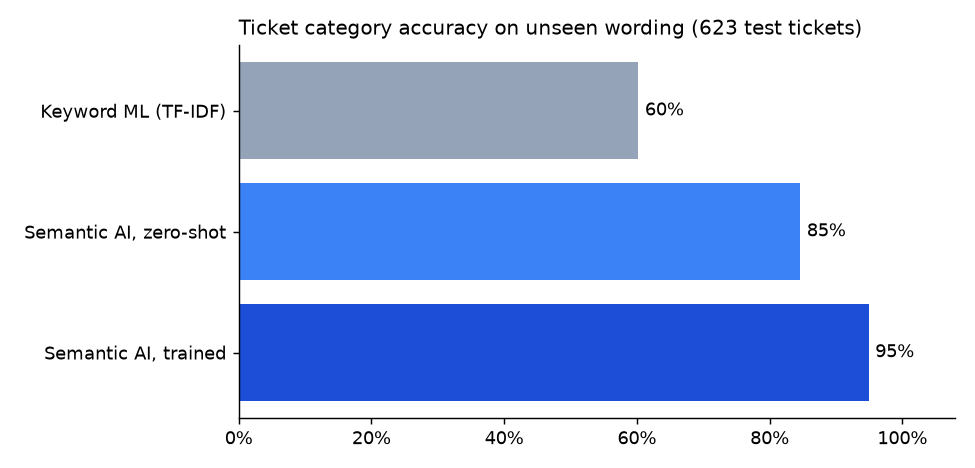 Ticket category accuracy on unseen wording (623 test tickets)
Keyword ML (TF-IDF)
60%
Semantic AI, zero-shot
85%
Semantic AI, trained
95%
0%
20%
40%
60%
80%
100%